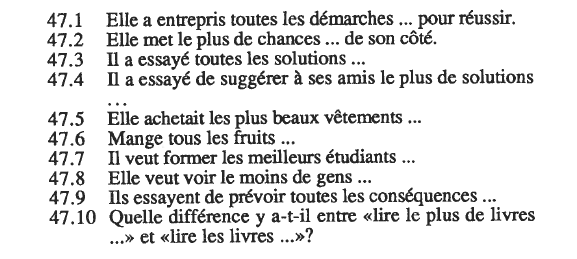 47.1 Elle a entrepris toutes les démarches ... pour réussir.
47.2 Elle met le plus de chances ... de son côté.
47.3 Il a essayé toutes les solutions ...
47.4 Il a essayé de suggérer à ses amis le plus de solutions
...
47.5 Elle achetait les plus beaux vêtements ...
47.6 Mange tous les fruits ...
47.7 Il veut former les meilleurs étudiants ...
47.8 Elle veut voir le moins de gens ...
47.9 Ils essayent de prévoir toutes les conséquences ...
47.10 Quelle différence y a-t-il entre «lire le plus de livres
...» et «lire les livres ...»?